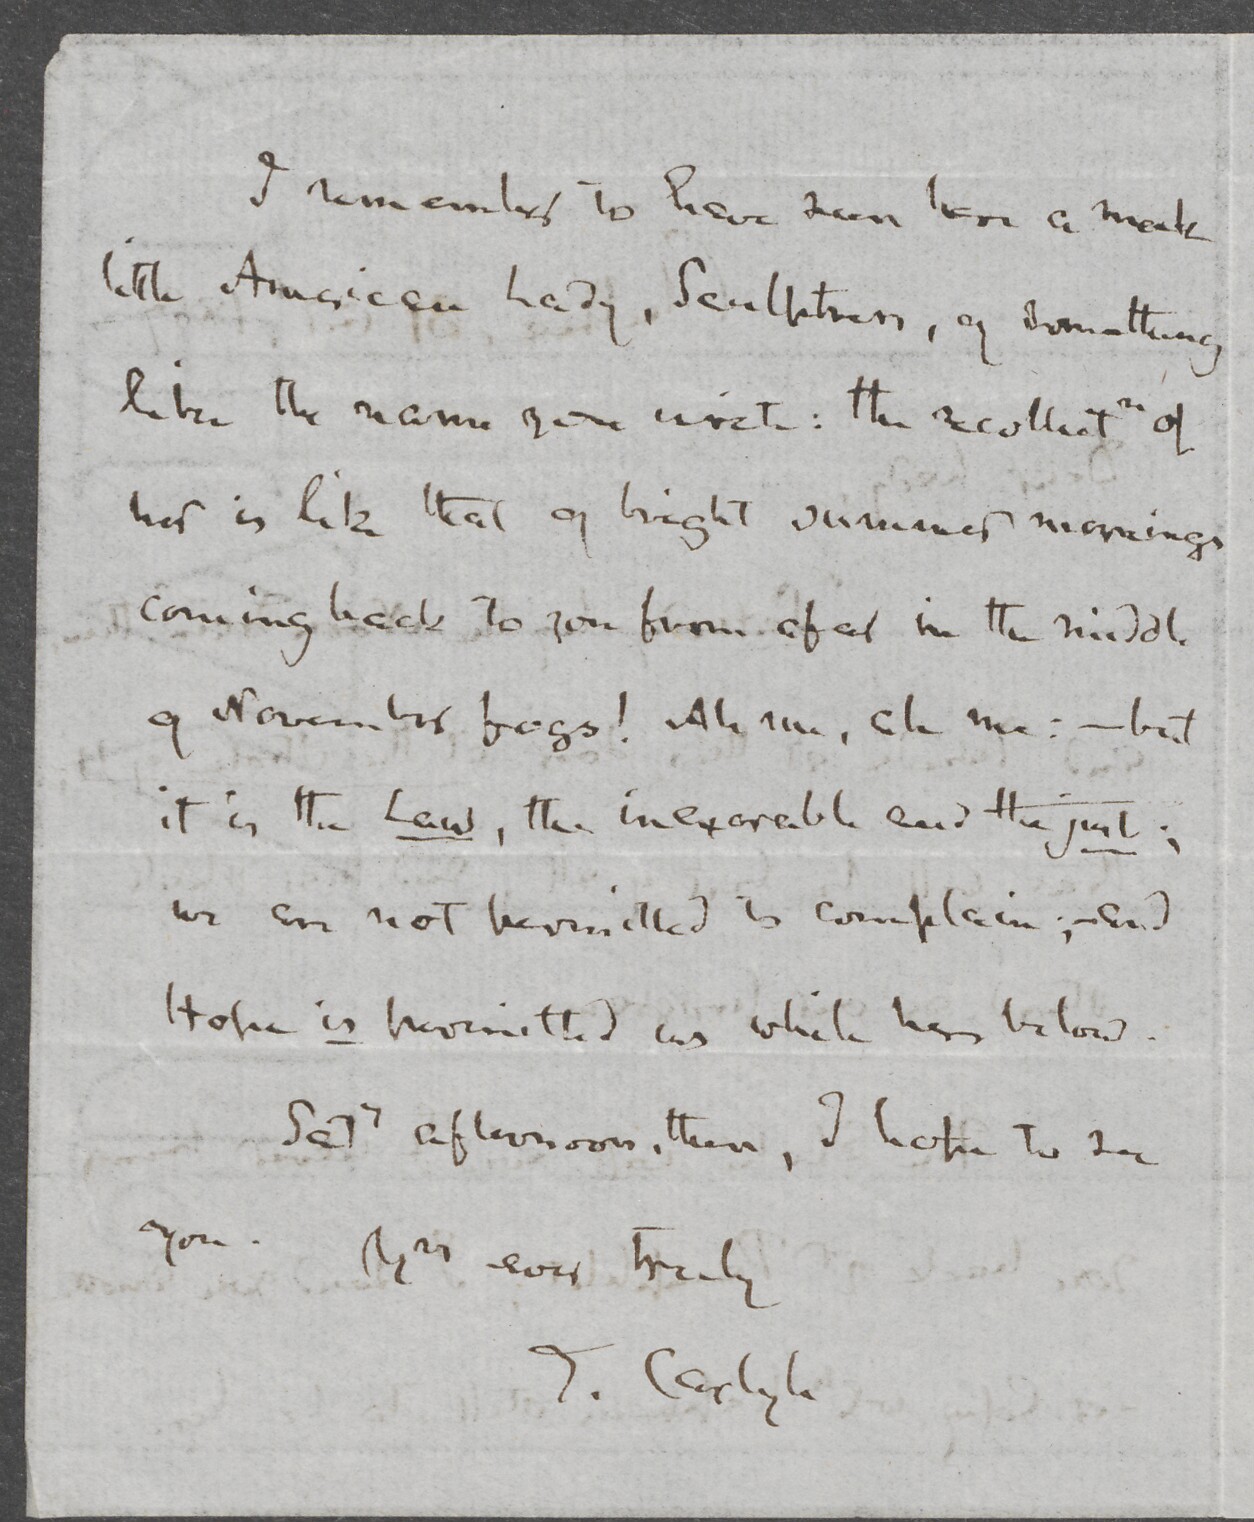 I remember to have seen here a meek
little American Lady, Sculptress, of something
like the name you write: the recollectn of
her is like that of bright summer mornings
coming back to you from afar in the middle
of November fogs! Ah me, ah me: —but
it is the Law, the inexorable and the just;
we are not permitted to complain;—and
Hope is permitted us while here below.
Saty afternoon, then, I hope to see
you. Yrs ever truly
T. Carlyle